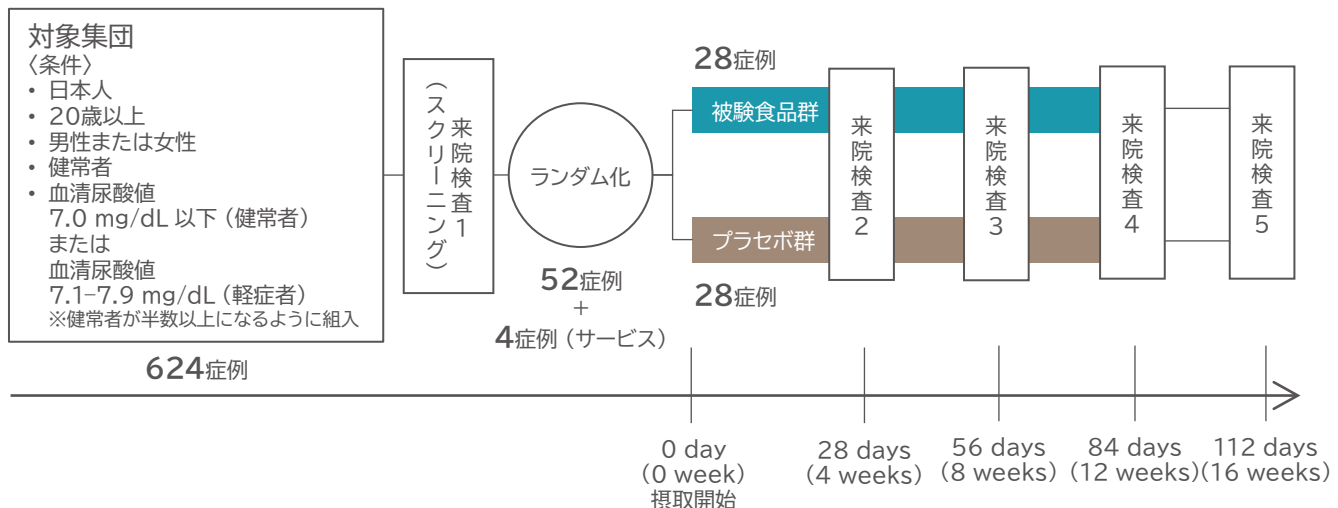 対象集団
〈条件〉
• 日本人
• 20歳以上
• 男性または女性
• 健常者
• 血清尿酸値
7.0 mg/dL 以下（健常者）
または
血清尿酸値
7.1−7.9 mg/dL（軽症者）
※健常者が半数以上になるように組入
624症例
来院検査1
（スクリーニング）
ランダム化
52症例
+
4症例（サービス）
28症例
被験食品群
プラセボ群
28症例
来院検査2
来院検査3
来院検査4
来院検査5
0 day
(0 week)
摂取開始
28 days
(4 weeks)
56 days
(8 weeks)
84 days
(12 weeks)
112 days
(16 weeks)